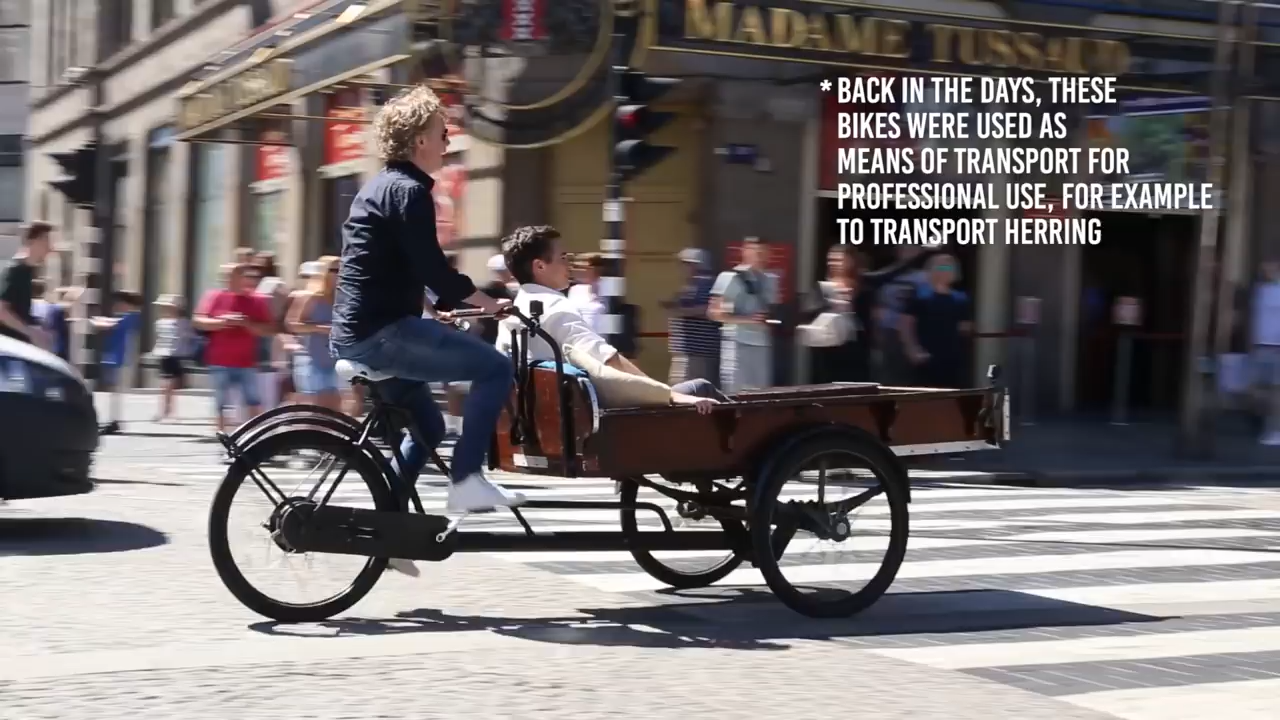 MADAME TUSSAUD
* BACK IN THE DAYS, THESE
BIKES WERE USED AS
MEANS OF TRANSPORT FOR
PROFESSIONAL USE, FOR EXAMPLE
TO TRANSPORT HERRING